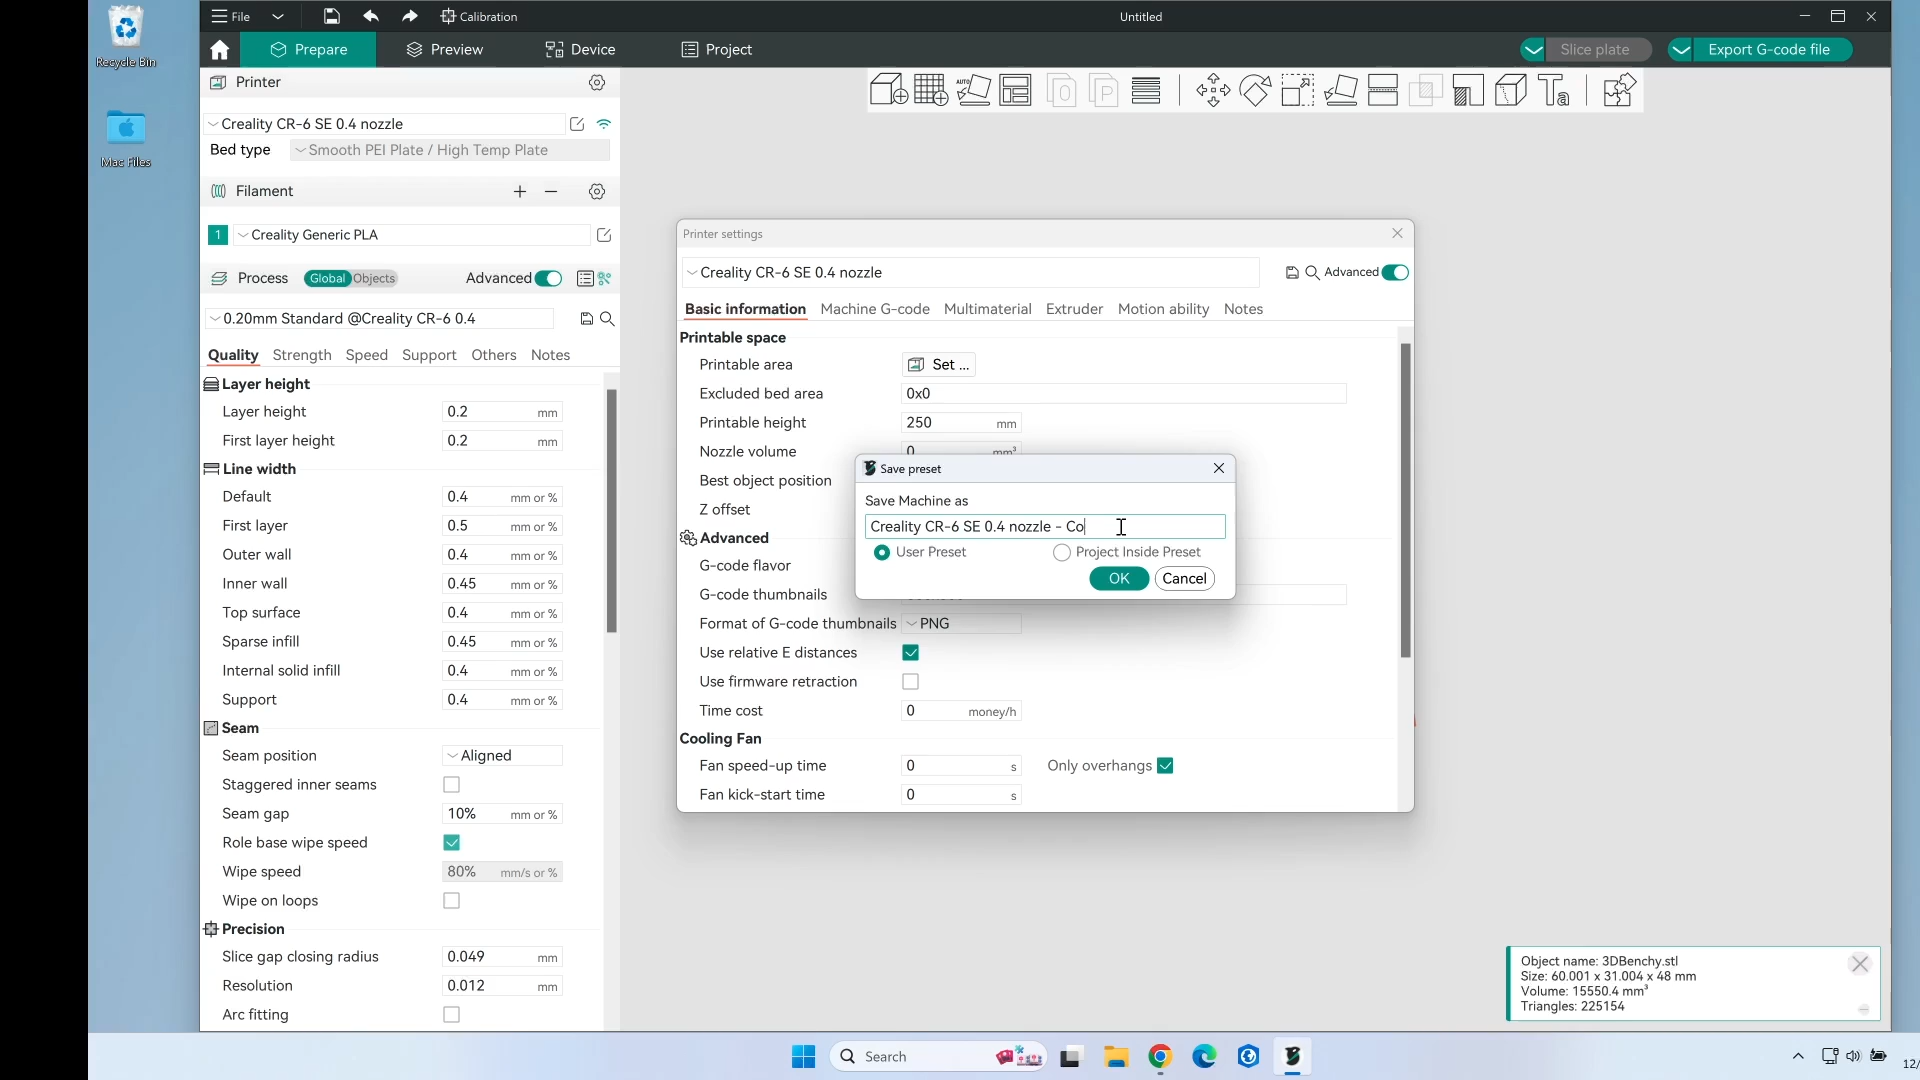 File
Calibration
Untitled
Recycle Bin
Prepare
Preview
Device
Project
Slice plate
Export G-code file
Printer
Creality CR-6 SE 0.4 nozzle
Bed type
Smooth PEI Plate / High Temp Plate
Mac Files
Filament
1
Creality Generic PLA
Process
Global
Objects
Advanced
0.20mm Standard @Creality CR-6 0.4
Quality
Strength
Speed
Support
Others
Notes
Layer height
Layer height
0.2 mm
First layer height
0.2 mm
Line width
Default
0.4 mm or %
First layer
0.5 mm or %
Outer wall
0.4 mm or %
Inner wall
0.45 mm or %
Top surface
0.4 mm or %
Sparse infill
0.45 mm or %
Internal solid infill
0.4 mm or %
Support
0.4 mm or %
Seam
Seam position
Aligned
Staggered inner seams
Seam gap
10% mm or %
Role base wipe speed
Wipe speed
80% mm/s or %
Wipe on loops
Precision
Slice gap closing radius
0.049 mm
Resolution
0.012 mm
Arc fitting
AUTO
0
P
Ta
Printer settings
Creality CR-6 SE 0.4 nozzle
Advanced
Basic information
Machine G-code
Multimaterial
Extruder
Motion ability
Notes
Printable space
Printable area
Set ...
Excluded bed area
0x0
Printable height
250 mm
Nozzle volume
0 mm³
Best object position
Z offset
Advanced
G-code flavor
G-code thumbnails
Format of G-code thumbnails
PNG
Use relative E distances
Use firmware retraction
Time cost
0 money/h
Cooling Fan
Fan speed-up time
0 s
Only overhangs
Fan kick-start time
0 s
Save preset
Save Machine as
Creality CR-6 SE 0.4 nozzle - Co
User Preset
Project Inside Preset
OK
Cancel
Object name: 3DBenchy.stl
Size: 60.001 x 31.004 x 48 mm
Volume: 15550.4 mm³
Triangles: 225154
Search
12/